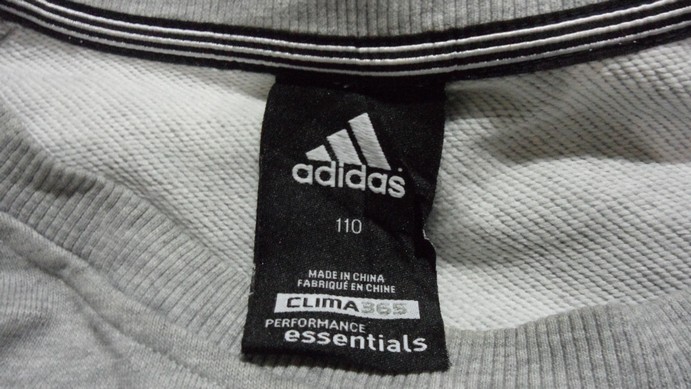 adidas
110
MADE IN CHINA
FABRIQUÉ EN CHINE
CLIMA365
PERFORMANCE
essentials